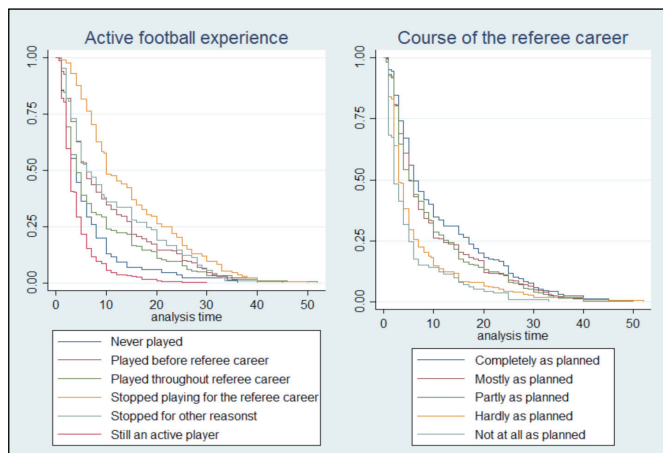 Active football experience
1.00
0.75
0.50
0.25
0.00
0 10 20 30 40 50
analysis time
Never played
Played before referee career
Played throughout referee career
Stopped playing for the referee career
Stopped for other reasonst
Still an active player
Course of the referee career
1.00
0.75
0.50
0.25
0.00
0 10 20 30 40 50
analysis time
Completely as planned
Mostly as planned
Partly as planned
Hardly as planned
Not at all as planned